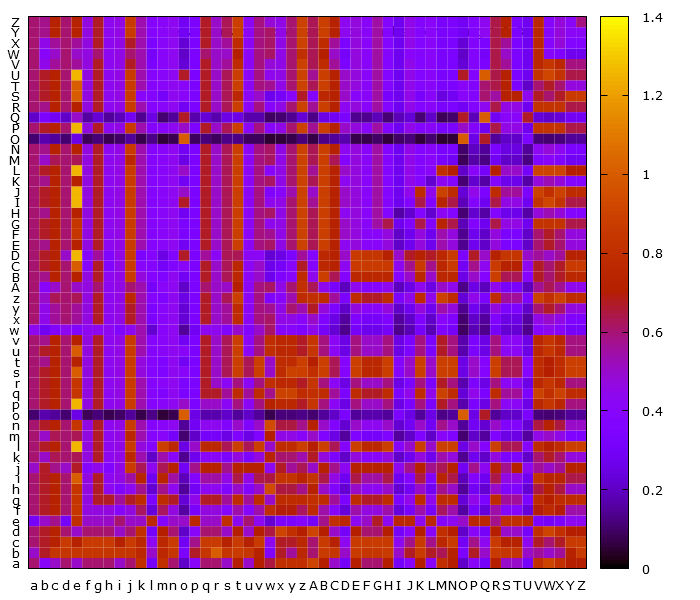 Z
Y
X
W
V
U
T
S
R
Q
P
O
N
M
L
K
J
I
H
G
F
E
D
C
B
A
z
y
x
w
v
u
t
s
r
q
p
o
n
m
l
k
j
i
h
g
f
e
d
c
b
a
a b c d e f g h i j k l m n o p q r s t u v w x y z A B C D E F G H I J K L M N O P Q R S T U V W X Y Z
1.4
1.2
1
0.8
0.6
0.4
0.2
0